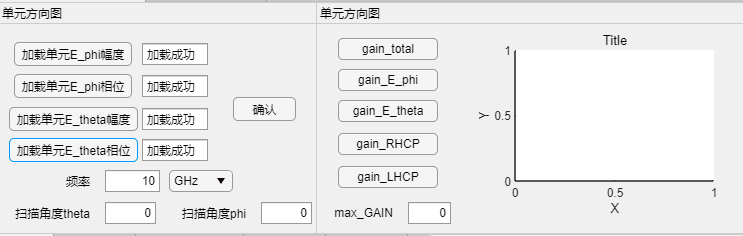 单元方向图
加载单元E_phi幅度 加载成功
加载单元E_phi相位 加载成功
加载单元E_theta幅度 加载成功
加载单元E_theta相位 加载成功
确认
频率 10 GHz
扫描角度theta 0 扫描角度phi 0
单元方向图
gain_total
gain_E_phi
gain_E_theta
gain_RHCP
gain_LHCP
max_GAIN 0
Title
1
Y 0.5
0
0 0.5 1
X